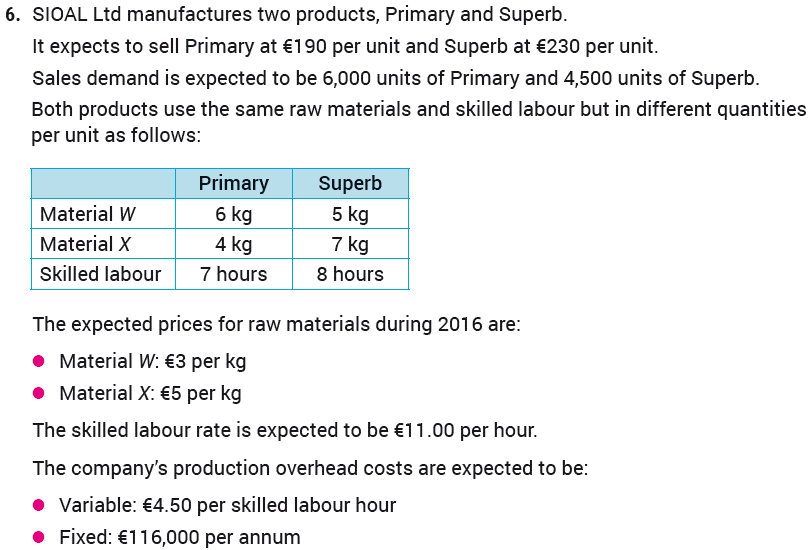 6. SIOAL Ltd manufactures two products, Primary and Superb.
It expects to sell Primary at €190 per unit and Superb at €230 per unit.
Sales demand is expected to be 6,000 units of Primary and 4,500 units of Superb.
Both products use the same raw materials and skilled labour but in different quantities
per unit as follows:
Primary Superb
Material W 6 kg 5 kg
Material X 4 kg 7 kg
Skilled labour 7 hours 8 hours
The expected prices for raw materials during 2016 are:
● Material W: €3 per kg
● Material X: €5 per kg
The skilled labour rate is expected to be €11.00 per hour.
The company’s production overhead costs are expected to be:
● Variable: €4.50 per skilled labour hour
● Fixed: €116,000 per annum